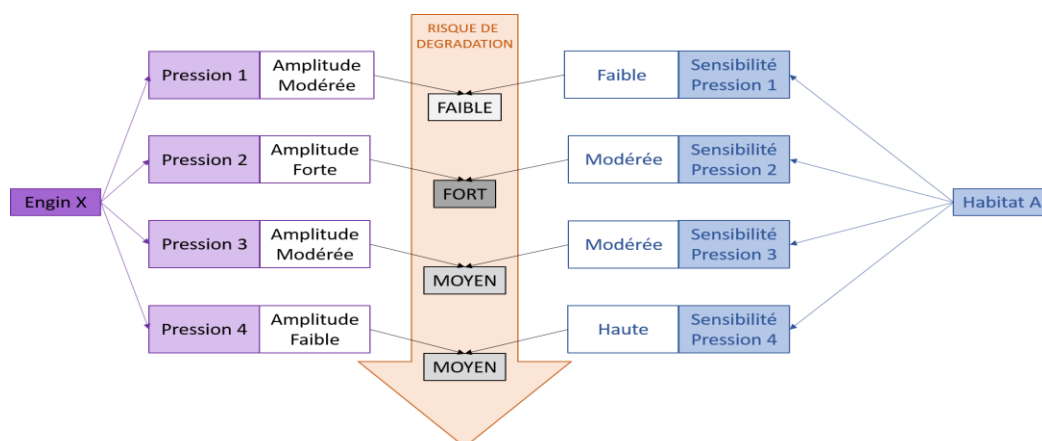 RISQUE DE
DEGRADATION
Pression 1
Amplitude
Modérée
FAIBLE
Faible
Sensibilité
Pression 1
Pression 2
Amplitude
Forte
FORT
Modérée
Sensibilité
Pression 2
Engin X
Habitat A
Pression 3
Amplitude
Modérée
MOYEN
Modérée
Sensibilité
Pression 3
Pression 4
Amplitude
Faible
MOYEN
Haute
Sensibilité
Pression 4